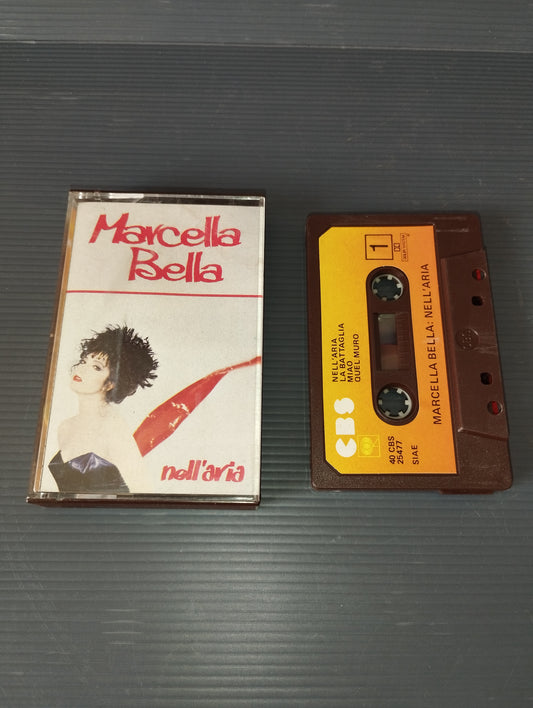 Marcella
Bella
nell'aria
1
NELL'ARIA
LA BATTAGLIA
MIAO
QUEL MURO
MARCELLA BELLA: NELL'ARIA
CBS
40 CBS
25477
SIAE